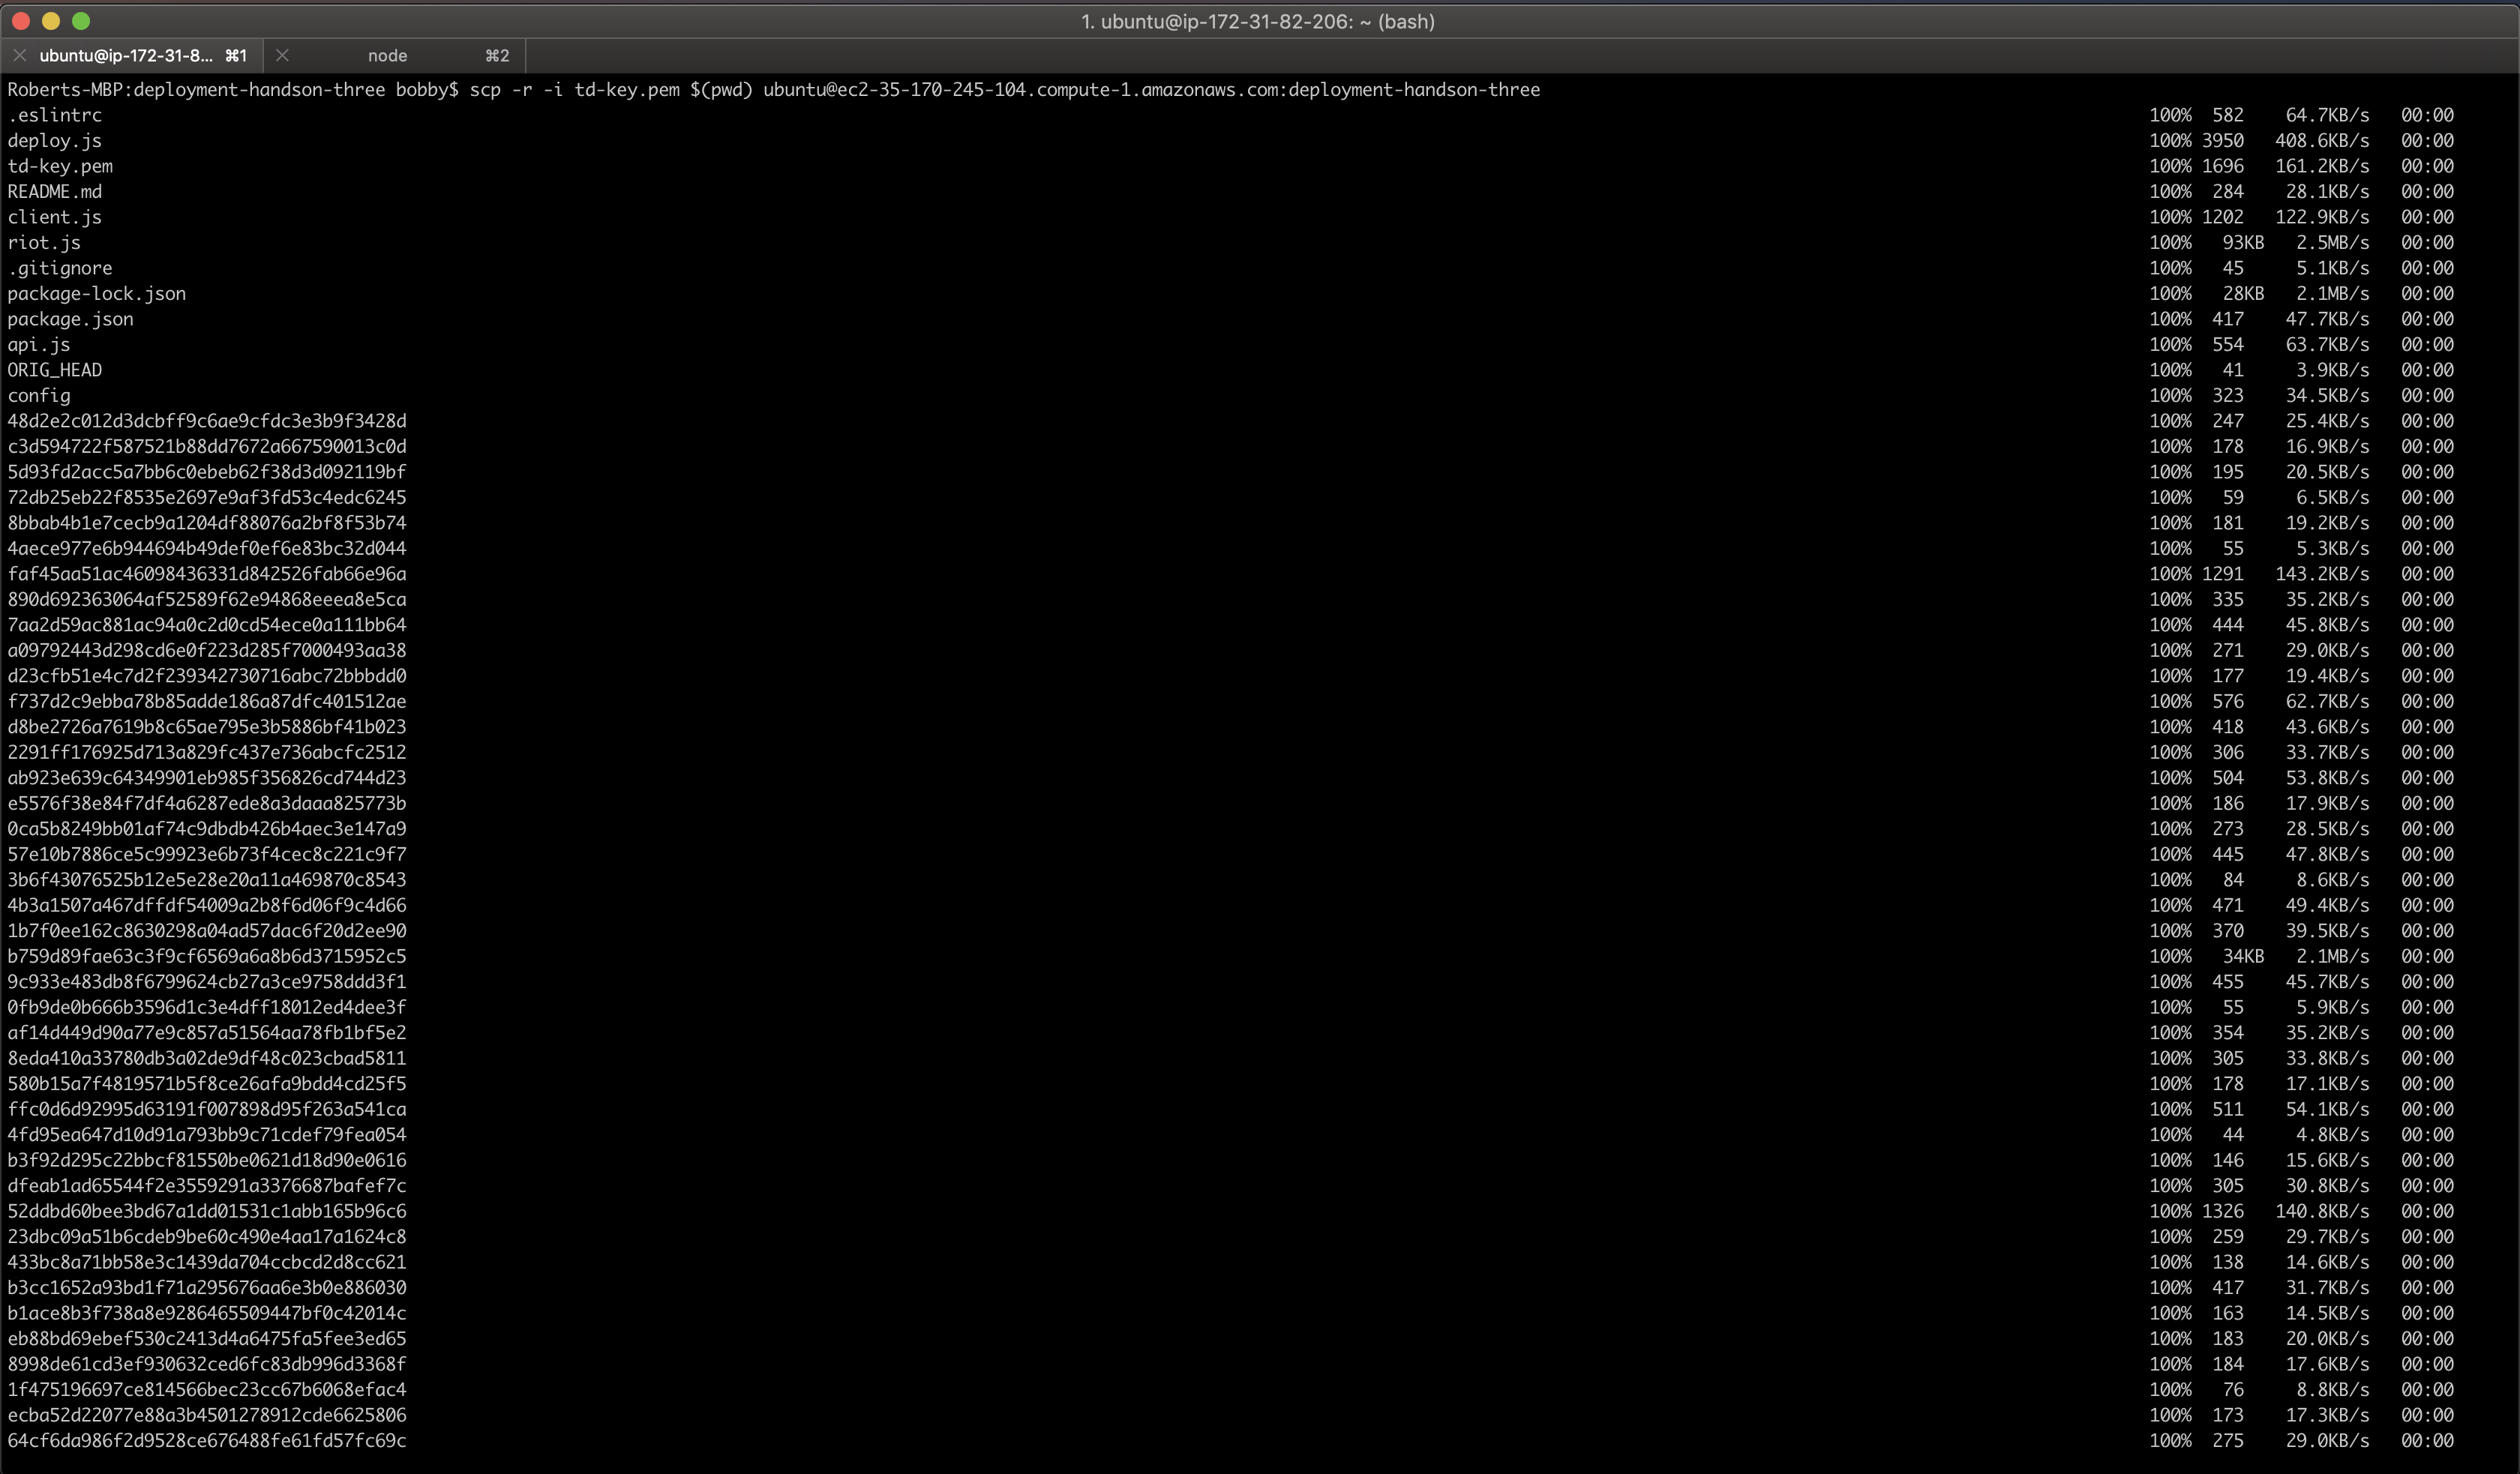 1. ubuntu@ip-172-31-82-206: ~ (bash)
ubuntu@ip-172-31-8... ⌘1 node ⌘2
Roberts-MBP:deployment-handson-three bobby$ scp -r -i td-key.pem $(pwd) ubuntu@ec2-35-170-245-104.compute-1.amazonaws.com:deployment-handson-three
.eslintrc 100% 582 64.7KB/s 00:00
deploy.js 100% 3950 408.6KB/s 00:00
td-key.pem 100% 1696 161.2KB/s 00:00
README.md 100% 284 28.1KB/s 00:00
client.js 100% 1202 122.9KB/s 00:00
riot.js 100% 93KB 2.5MB/s 00:00
.gitignore 100% 45 5.1KB/s 00:00
package-lock.json 100% 28KB 2.1MB/s 00:00
package.json 100% 417 47.7KB/s 00:00
api.js 100% 554 63.7KB/s 00:00
ORIG_HEAD 100% 41 3.9KB/s 00:00
config 100% 323 34.5KB/s 00:00
48d2e2c012d3dcbff9c6ae9cfdc3e3b9f3428d 100% 247 25.4KB/s 00:00
c3d594722f587521b88dd7672a667590013c0d 100% 178 16.9KB/s 00:00
5d93fd2acc5a7bb6c0ebeb62f38d3d092119bf 100% 195 20.5KB/s 00:00
72db25eb22f8535e2697e9af3fd53c4edc6245 100% 59 6.5KB/s 00:00
8bbab4b1e7cecb9a1204df88076a2bf8f53b74 100% 181 19.2KB/s 00:00
4aece977e6b944694b49def0ef6e83bc32d044 100% 55 5.3KB/s 00:00
faf45aa51ac46098436331d842526fab66e96a 100% 1291 143.2KB/s 00:00
890d692363064af52589f62e94868eeea8e5ca 100% 335 35.2KB/s 00:00
7aa2d59ac881ac94a0c2d0cd54ece0a111bb64 100% 444 45.8KB/s 00:00
a09792443d298cd6e0f223d285f7000493aa38 100% 271 29.0KB/s 00:00
d23cfb51e4c7d2f239342730716abc72bbbdd0 100% 177 19.4KB/s 00:00
f737d2c9ebba78b85adde186a87dfc401512ae 100% 576 62.7KB/s 00:00
d8be2726a7619b8c65ae795e3b5886bf41b023 100% 418 43.6KB/s 00:00
2291ff176925d713a829fc437e736abcfc2512 100% 306 33.7KB/s 00:00
ab923e639c64349901eb985f356826cd744d23 100% 504 53.8KB/s 00:00
e5576f38e84f7df4a6287ede8a3daaa825773b 100% 186 17.9KB/s 00:00
0ca5b8249bb01af74c9dbdb426b4aec3e147a9 100% 273 28.5KB/s 00:00
57e10b7886ce5c99923e6b73f4cec8c221c9f7 100% 445 47.8KB/s 00:00
3b6f43076525b12e5e28e20a11a469870c8543 100% 84 8.6KB/s 00:00
4b3a1507a467dffdf54009a2b8f6d06f9c4d66 100% 471 49.4KB/s 00:00
1b7f0ee162c8630298a04ad57dac6f20d2ee90 100% 370 39.5KB/s 00:00
b759d89fae63c3f9cf6569a6a8b6d3715952c5 100% 34KB 2.1MB/s 00:00
9c933e483db8f6799624cb27a3ce9758ddd3f1 100% 455 45.7KB/s 00:00
0fb9de0b666b3596d1c3e4dff18012ed4dee3f 100% 55 5.9KB/s 00:00
af14d449d90a77e9c857a51564aa78fb1bf5e2 100% 354 35.2KB/s 00:00
8eda410a33780db3a02de9df48c023cbad5811 100% 305 33.8KB/s 00:00
580b15a7f4819571b5f8ce26afa9bdd4cd25f5 100% 178 17.1KB/s 00:00
ffc0d6d92995d63191f007898d95f263a541ca 100% 511 54.1KB/s 00:00
4fd95ea647d10d91a793bb9c71cdef79fea054 100% 44 4.8KB/s 00:00
b3f92d295c22bbcf81550be0621d18d90e0616 100% 146 15.6KB/s 00:00
dfeab1ad65544f2e3559291a3376687bafef7c 100% 305 30.8KB/s 00:00
52ddbd60bee3bd67a1dd01531c1abb165b96c6 100% 1326 140.8KB/s 00:00
23dbc09a51b6cdeb9be60c490e4aa17a1624c8 100% 259 29.7KB/s 00:00
433bc8a71bb58e3c1439da704ccbcd2d8cc621 100% 138 14.6KB/s 00:00
b3cc1652a93bd1f71a295676aa6e3b0e886030 100% 417 31.7KB/s 00:00
b1ace8b3f738a8e9286465509447bf0c42014c 100% 163 14.5KB/s 00:00
eb88bd69ebef530c2413d4a6475fa5fee3ed65 100% 183 20.0KB/s 00:00
8998de61cd3ef930632ced6fc83db996d3368f 100% 184 17.6KB/s 00:00
1f475196697ce814566bec23cc67b6068efac4 100% 76 8.8KB/s 00:00
ecba52d22077e88a3b4501278912cde6625806 100% 173 17.3KB/s 00:00
64cf6da986f2d9528ce676488fe61fd57fc69c 100% 275 29.0KB/s 00:00